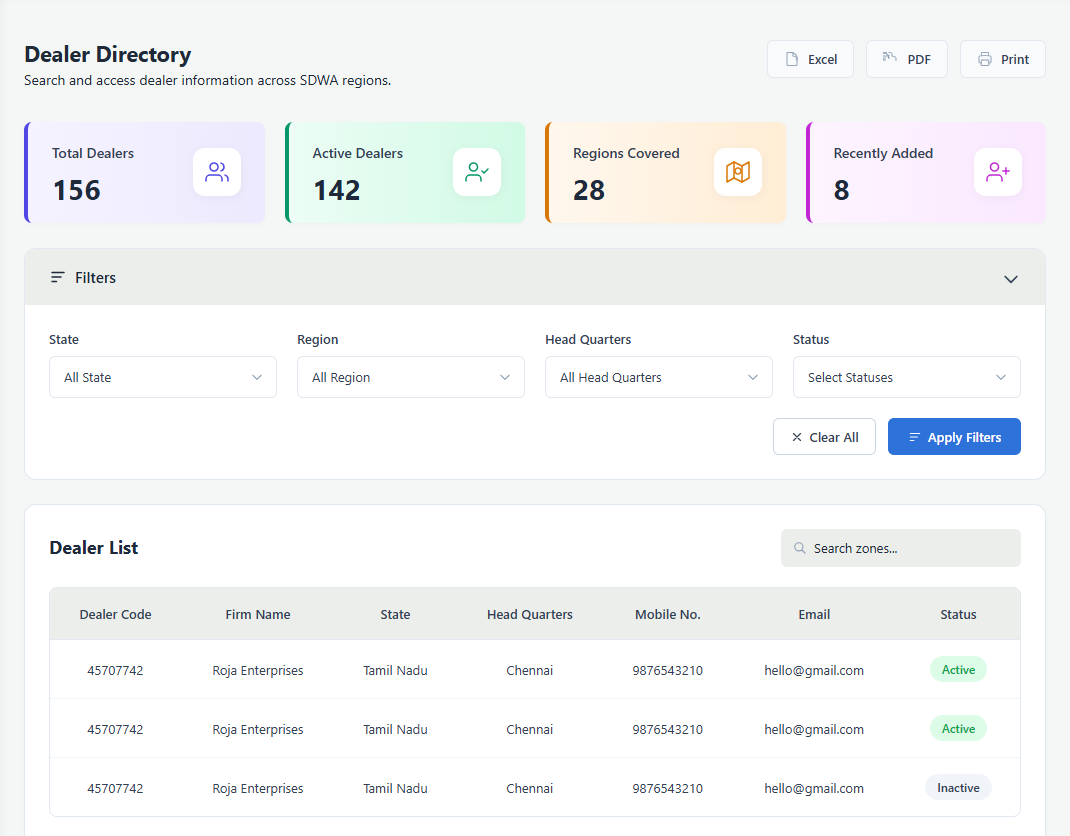 Dealer Directory
Search and access dealer information across SDWA regions.
Excel
PDF
Print
Total Dealers
156
Active Dealers
142
Regions Covered
28
Recently Added
8
Filters
State
Region
Head Quarters
Status
All State
All Region
All Head Quarters
Select Statuses
Clear All
Apply Filters
Dealer List
Search zones...
Dealer Code Firm Name State Head Quarters Mobile No. Email Status
45707742 Roja Enterprises Tamil Nadu Chennai 9876543210 hello@gmail.com Active
45707742 Roja Enterprises Tamil Nadu Chennai 9876543210 hello@gmail.com Active
45707742 Roja Enterprises Tamil Nadu Chennai 9876543210 hello@gmail.com Inactive